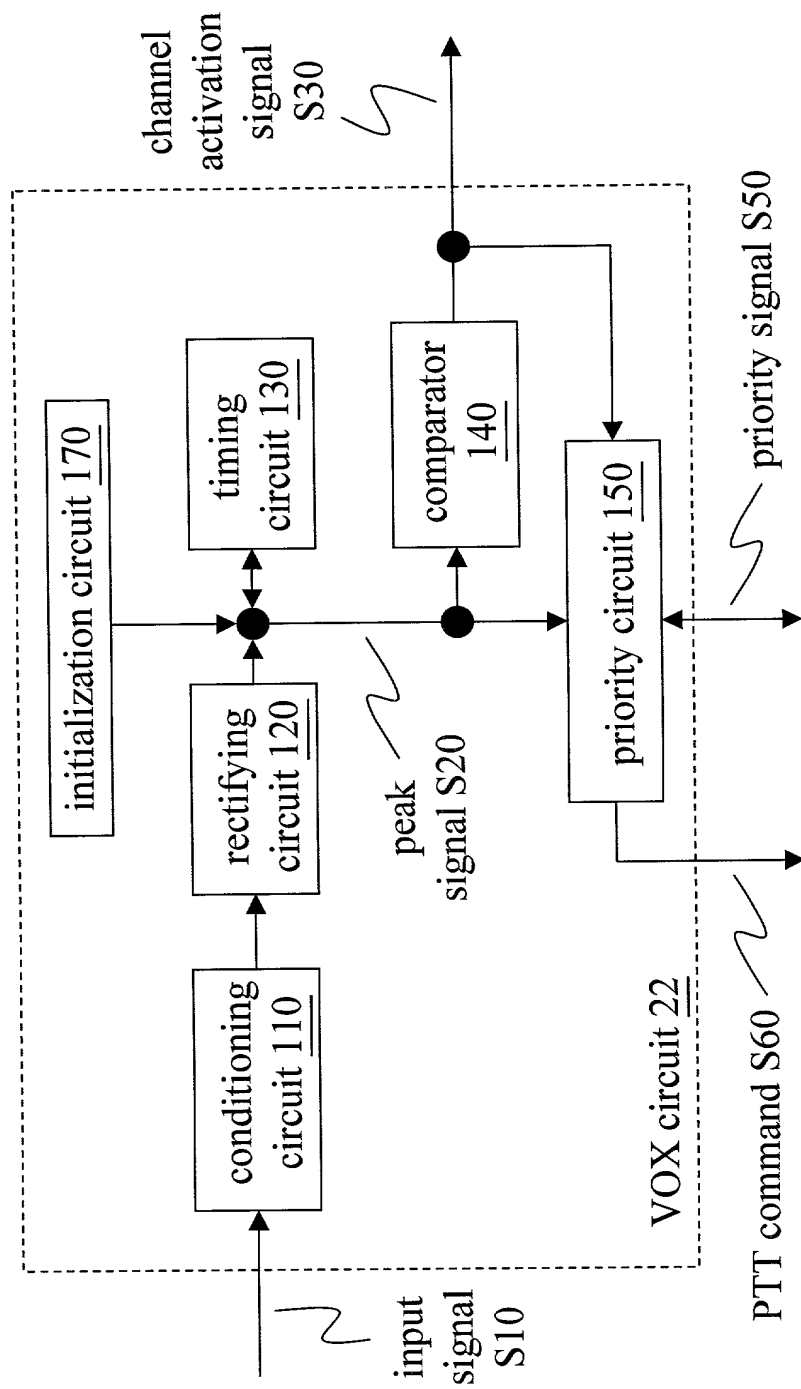 channel
activation
signal
S30
initialization circuit 170
timing
circuit 130
rectifying
circuit 120
conditioning
circuit 110
comparator
140
input
signal
S10
peak
signal S20
priority circuit 150
VOX circuit 22
PTT command S60
priority signal S50